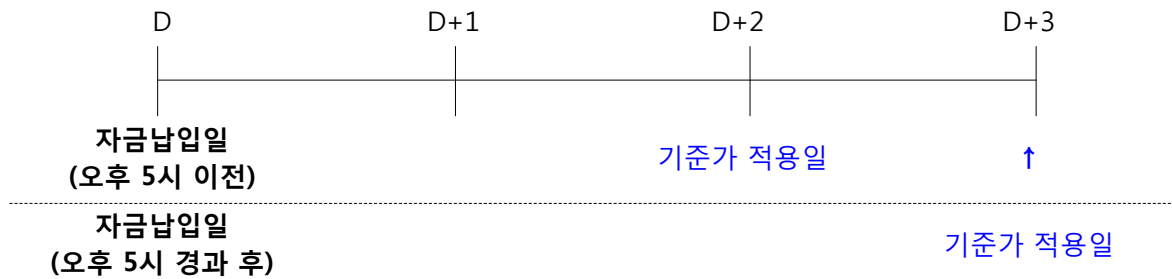 D D+1 D+2 D+3
자금납입일
(오후 5시 이전)
기준가 적용일 ↑
자금납입일
(오후 5시 경과 후)
기준가 적용일